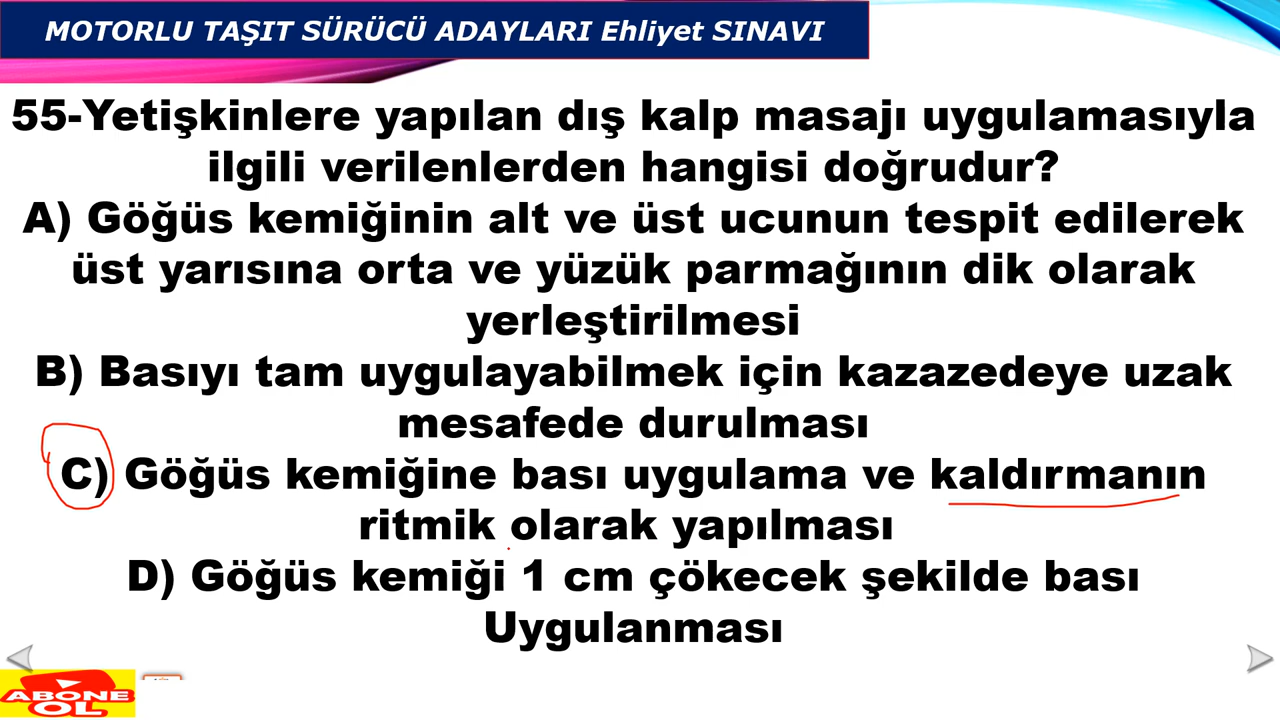 MOTORLU TAŞIT SÜRÜCÜ ADAYLARI Ehliyet SINAVI
55-Yetişkinlere yapılan dış kalp masajı uygulamasıyla
ilgili verilenlerden hangisi doğrudur?
A) Göğüs kemiğinin alt ve üst ucunun tespit edilerek
üst yarısına orta ve yüzük parmağının dik olarak
yerleştirilmesi
B) Basıyı tam uygulayabilmek için kazazedeye uzak
mesafede durulması
C) Göğüs kemiğine bası uygulama ve kaldırmanın
ritmik olarak yapılması
D) Göğüs kemiği 1 cm çökecek şekilde bası
Uygulanması
ABONE
OL